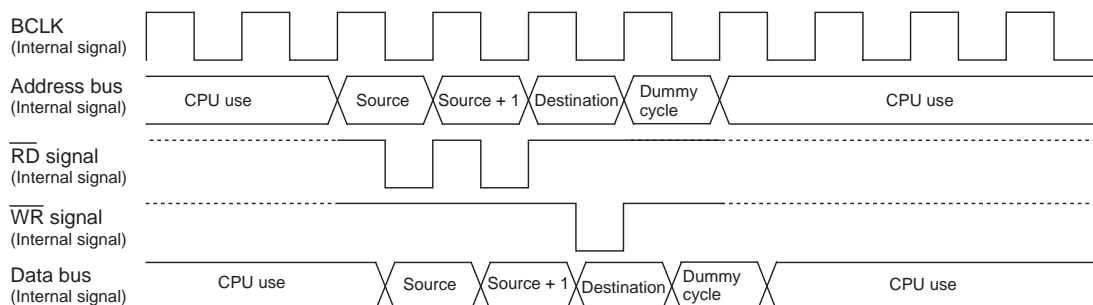 BCLK
(Internal signal)
Address bus
(Internal signal)
CPU use
Source
Source + 1
Destination
Dummy
cycle
CPU use
RD signal
(Internal signal)
WR signal
(Internal signal)
Data bus
(Internal signal)
CPU use
Source
Source + 1
Destination
Dummy
cycle
CPU use